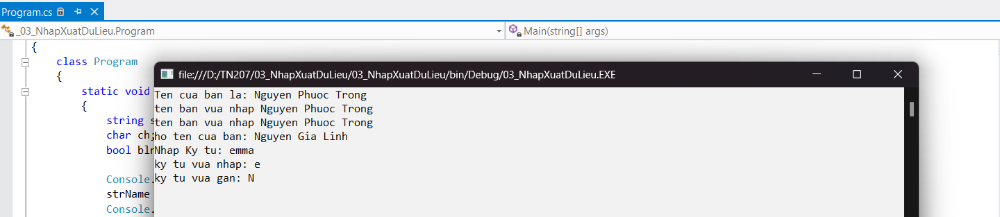 Program.cs
_03_NhapXuatDuLieu.Program
Main(string[] args)
{
class Program
{
static void
{
string
char ch;
bool
Console.
strName
Console.
file:///D:/TN207/03_NhapXuatDuLieu/03_NhapXuatDuLieu/bin/Debug/03_NhapXuatDuLieu.EXE
Ten cua ban la: Nguyen Phuoc Trong
ten ban vua nhap Nguyen Phuoc Trong
ten ban vua nhap Nguyen Phuoc Trong
ho ten cua ban: Nguyen Gia Linh
Nhap Ky tu: emma
ky tu vua nhap: e
ky tu vua gan: N